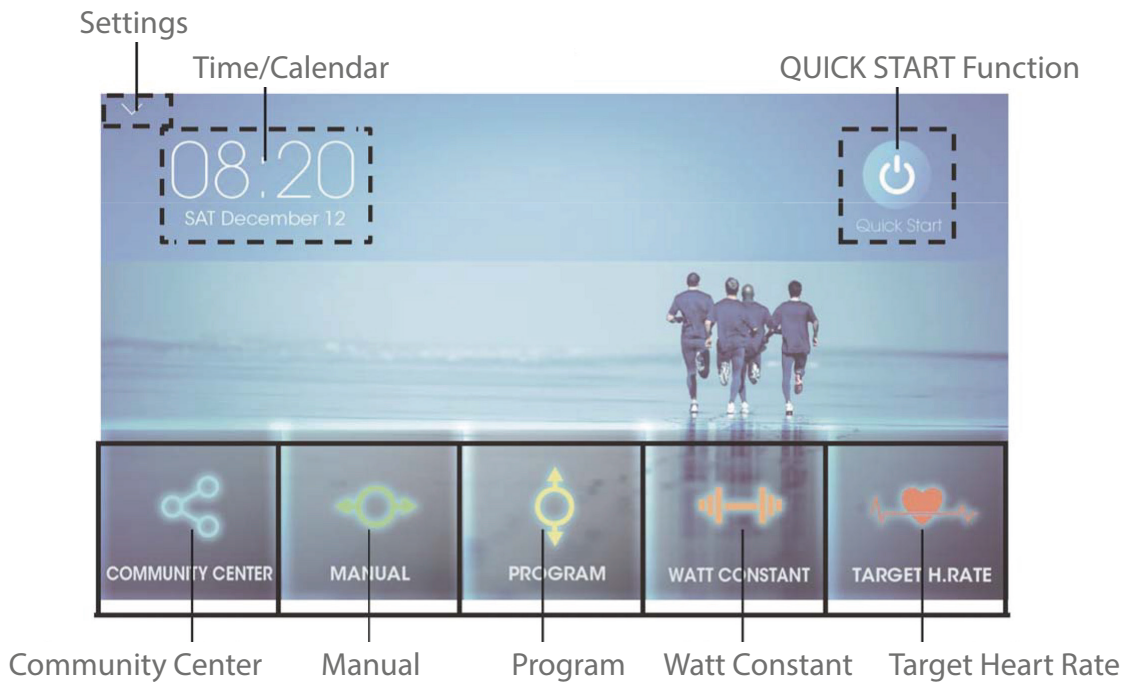 Settings
Time/Calendar
QUICK START Function
08:20
SAT December 12
Quick Start
COMMUNITY CENTER
MANUAL
PROGRAM
WATT CONSTANT
TARGET H.RATE
Community Center
Manual
Program
Watt Constant
Target Heart Rate